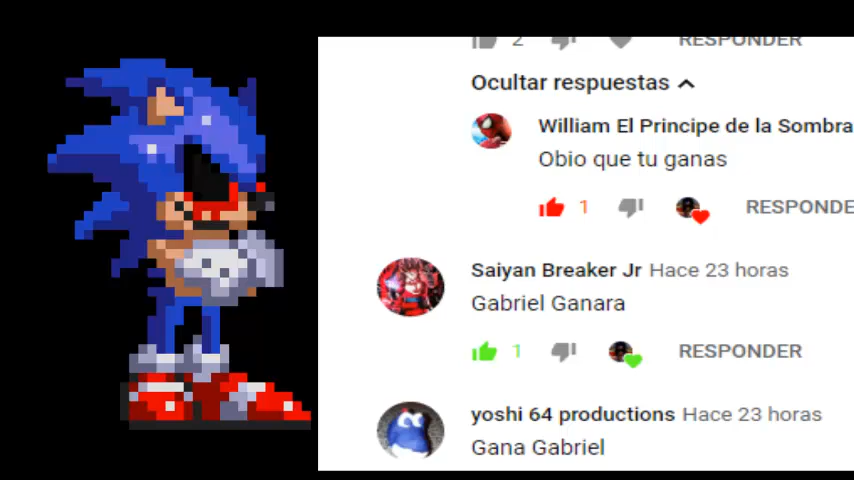 2 RESPONDER
Ocultar respuestas
William El Principe de la Sombra
Obio que tu ganas
1 RESPONDE
Saiyan Breaker Jr Hace 23 horas
Gabriel Ganara
1 RESPONDER
yoshi 64 productions Hace 23 horas
Gana Gabriel